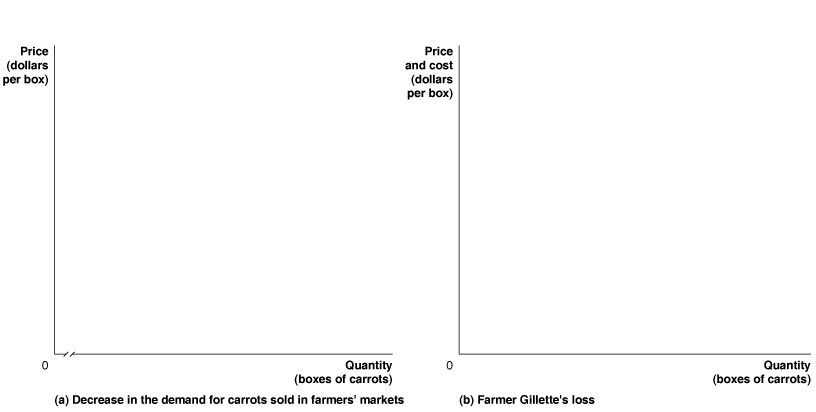 Price
(dollars
per box)
0
Quantity
(boxes of carrots)
(a) Decrease in the demand for carrots sold in farmers' markets
Price
and cost
(dollars
per box)
0
Quantity
(boxes of carrots)
(b) Farmer Gillette's loss